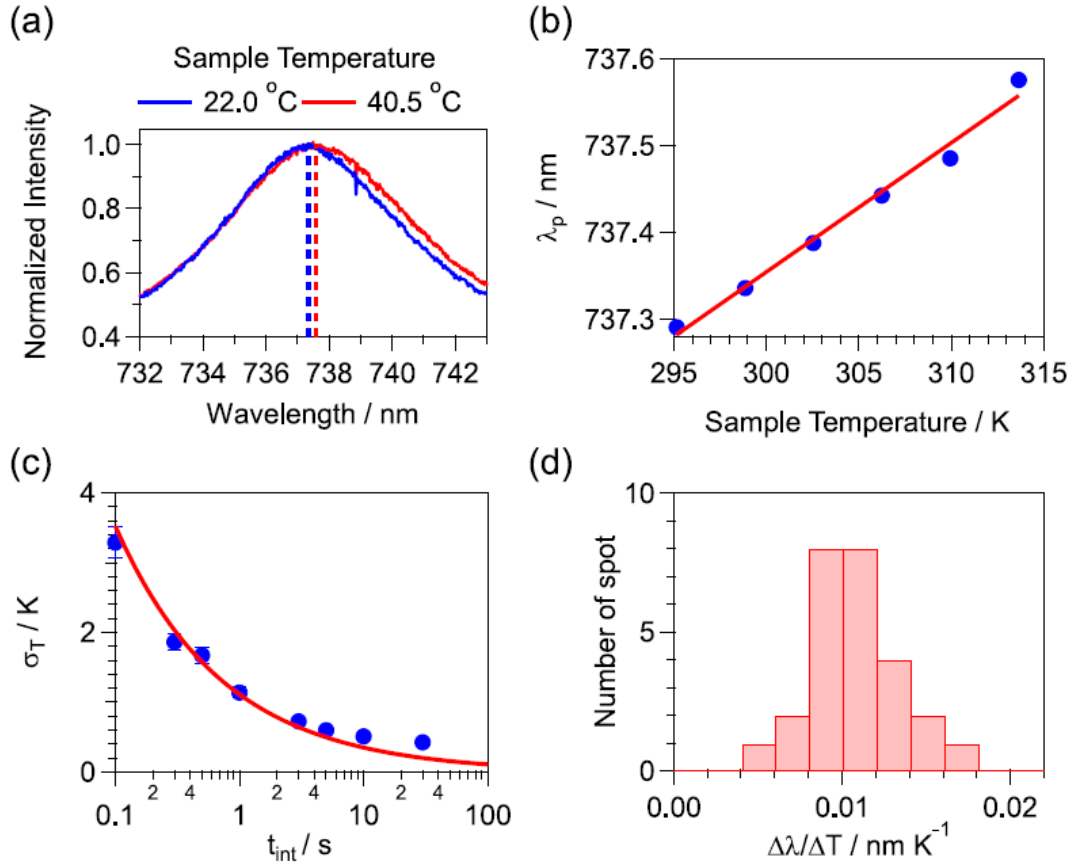 (a)
Sample Temperature
22.0 °C 40.5 °C
Normalized Intensity
1.0
0.8
0.6
0.4
732 734 736 738 740 742
Wavelength / nm
(b)
λp / nm
737.6
737.5
737.4
737.3
295 300 305 310 315
Sample Temperature / K
(c)
σT / K
4
2
0
0.1 2 4 1 2 4 10 2 4 100
tint / s
(d)
Number of spot
10
5
0
0.00 0.01 0.02
Δλ/ΔT / nm K⁻¹